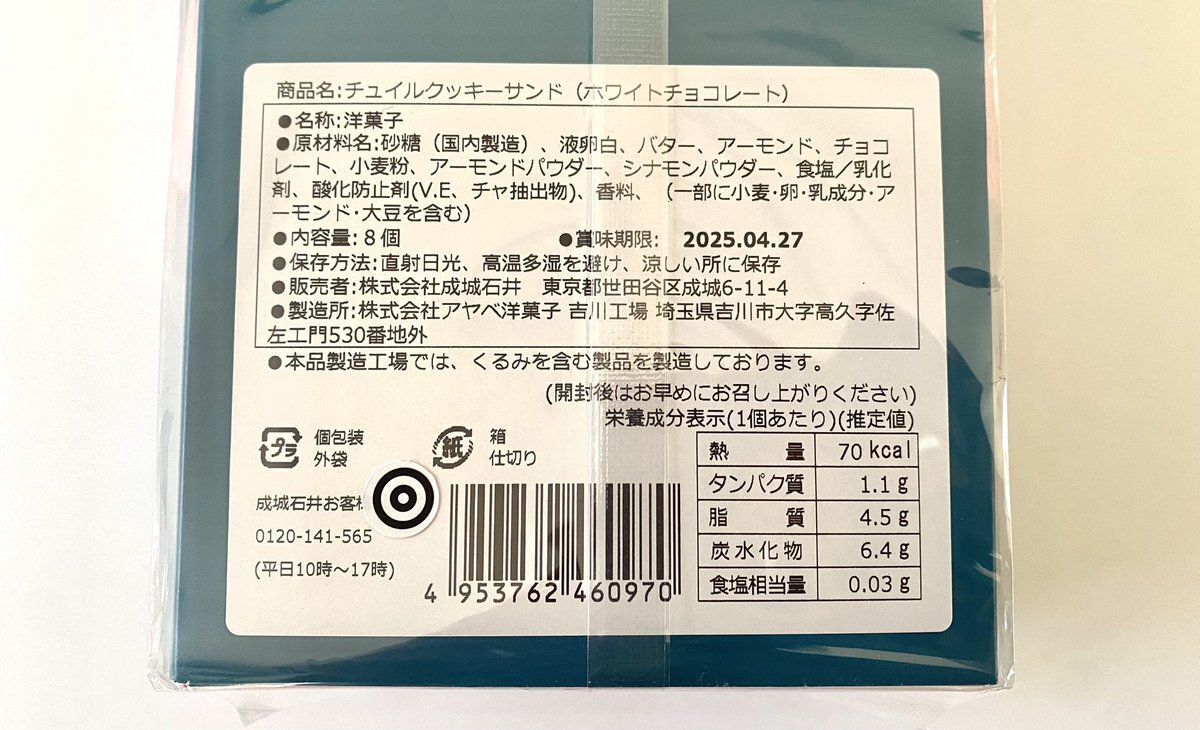 商品名:チュイルクッキーサンド（ホワイトチョコレート）
●名称:洋菓子
●原材料名:砂糖（国内製造）、液卵白、バター、アーモンド、チョコ
レート、小麦粉、アーモンドパウダー、シナモンパウダー、食塩／乳化
剤、酸化防止剤(V.E、チャ抽出物)、香料、（一部に小麦・卵・乳成分・ア
ーモンド・大豆を含む）
●内容量:８個 ●賞味期限: 2025.04.27
●保存方法:直射日光、高温多湿を避け、涼しい所に保存
●販売者:株式会社成城石井　東京都世田谷区成城6-11-4
●製造所:株式会社アヤベ洋菓子 吉川工場 埼玉県吉川市大字高久字佐
左エ門530番地外
●本品製造工場では、くるみを含む製品を製造しております。
(開封後はお早めにお召し上がりください)
栄養成分表示(1個あたり)(推定値)
プラ 個包装
外袋
紙 箱
仕切り
熱量 70 kcal
タンパク質 1.1 g
脂質 4.5 g
炭水化物 6.4 g
食塩相当量 0.03 g
成城石井お客様
0120-141-565
(平日10時～17時)
4 953762 460970